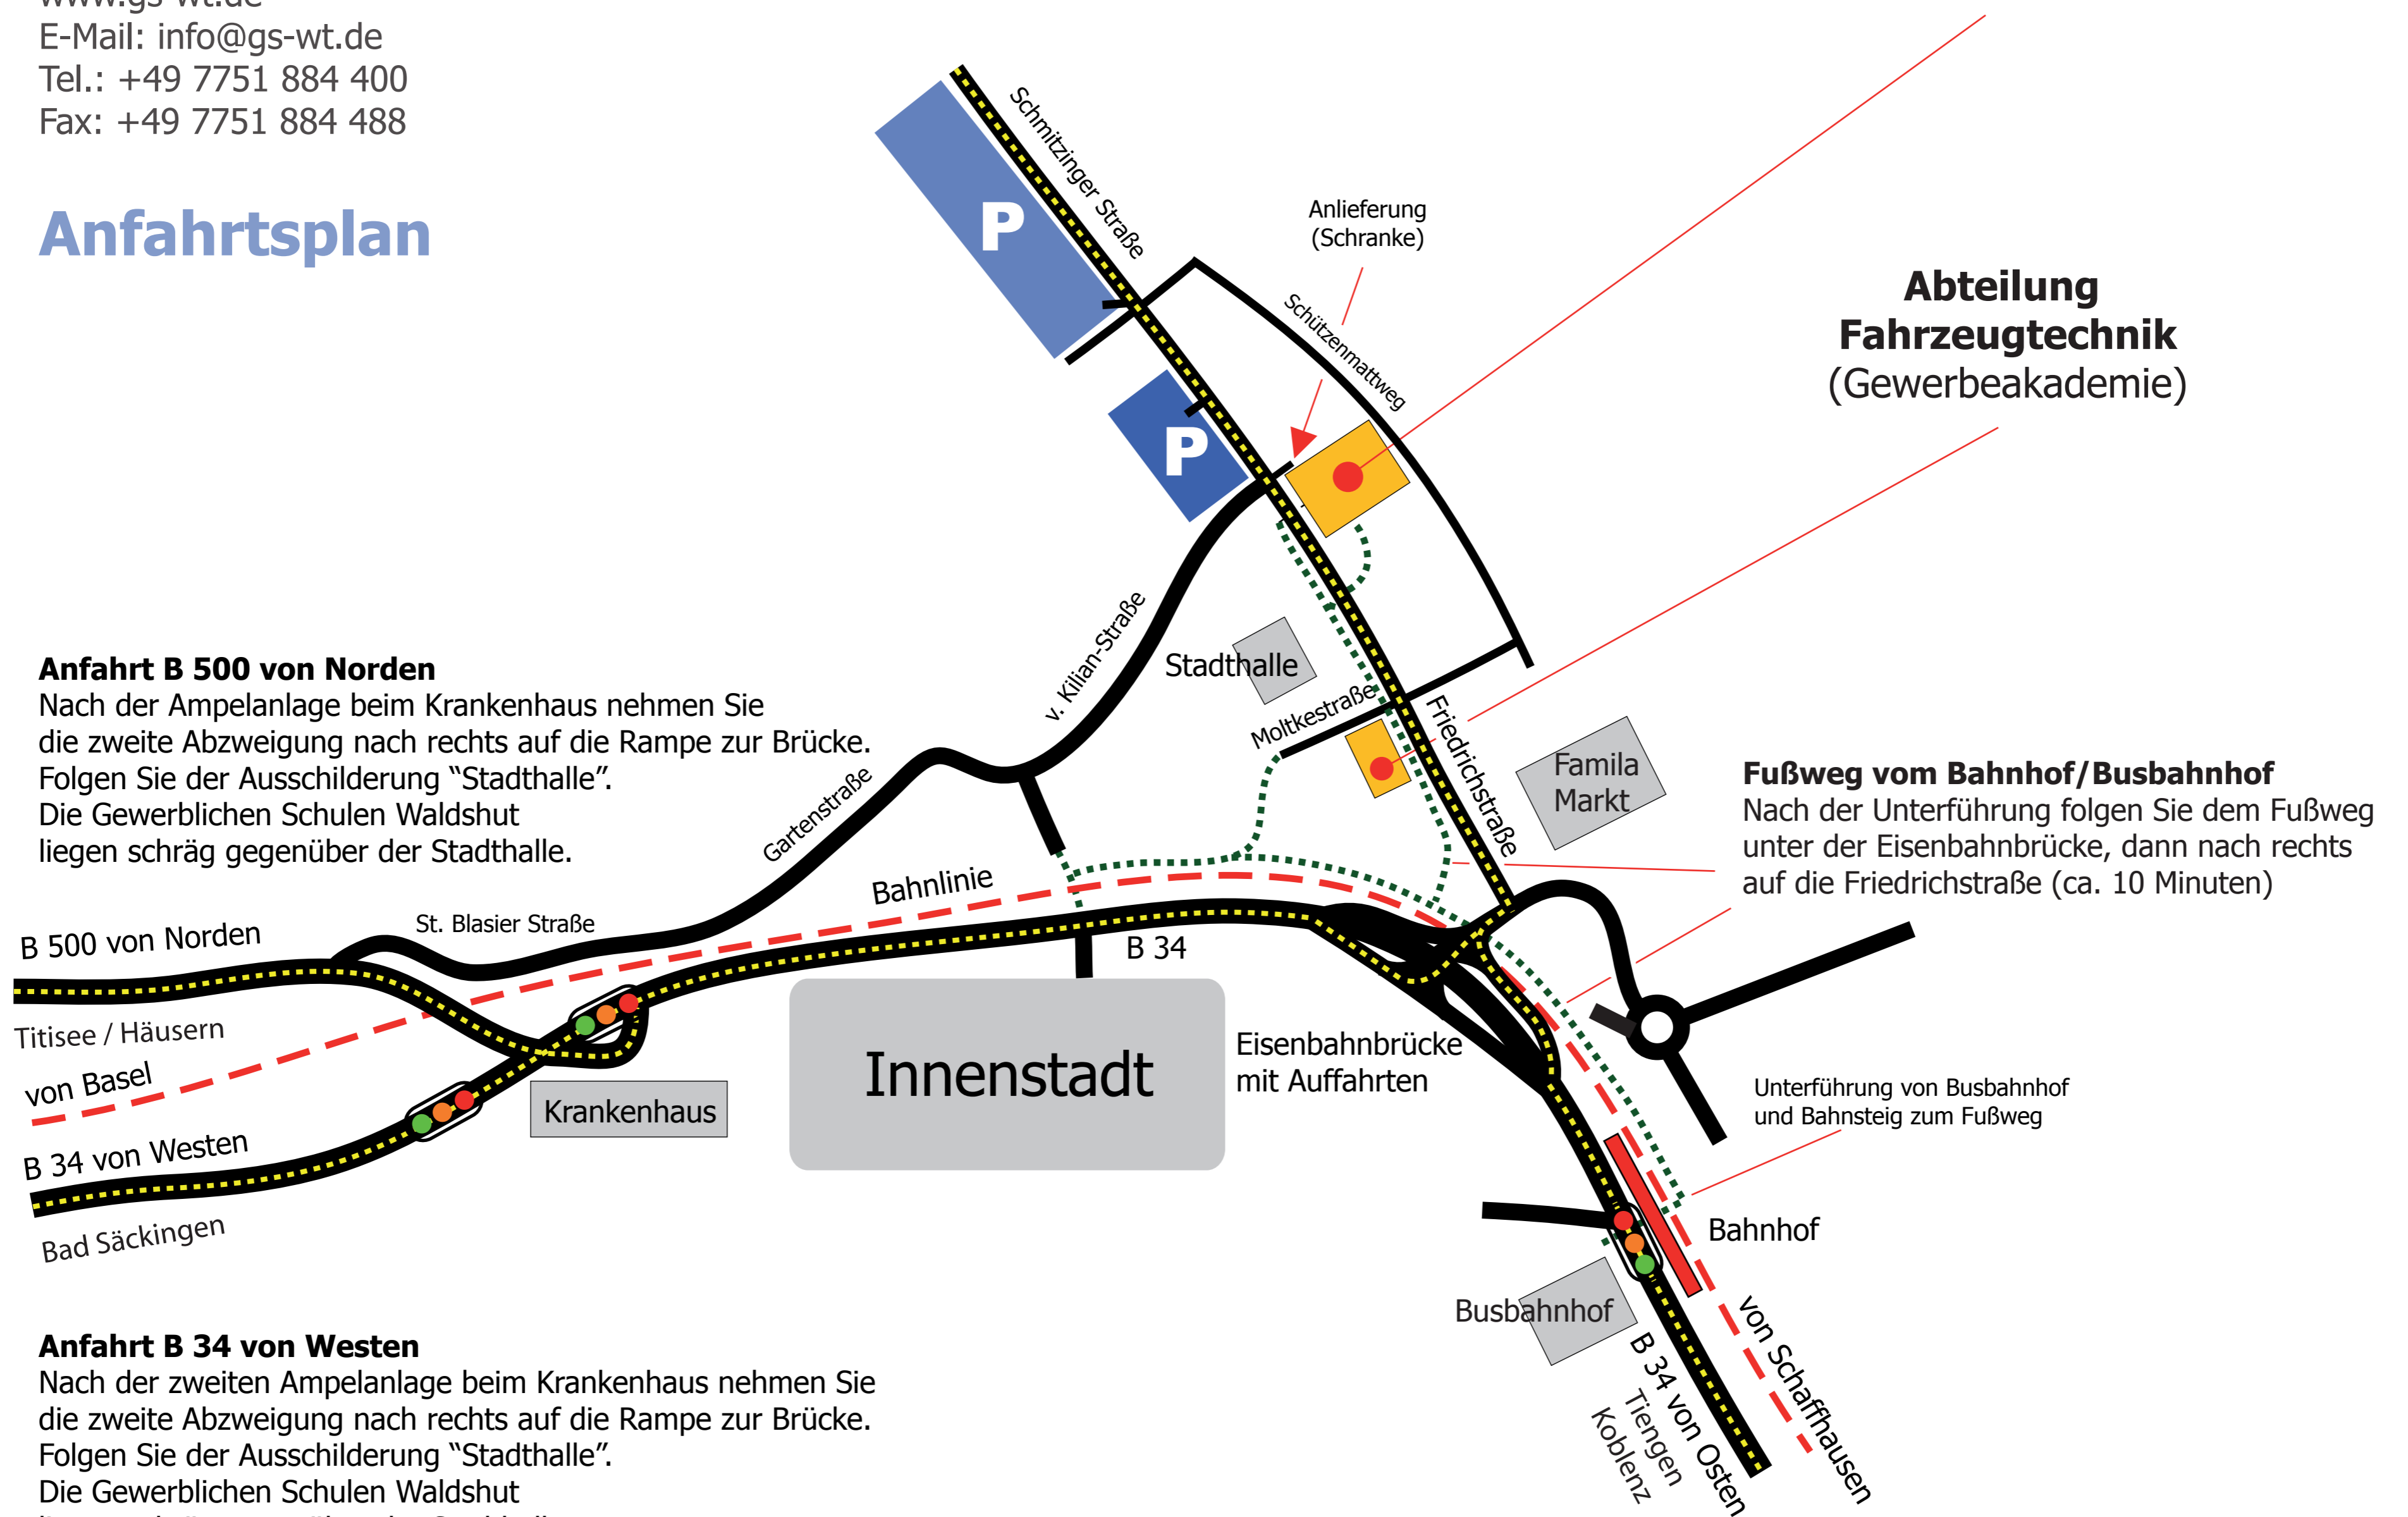 www.gs-wt.de
E-Mail: info@gs-wt.de
Tel.: +49 7751 884 400
Fax: +49 7751 884 488
Anfahrtsplan
P
P
Schmitzinger Straße
Anlieferung
(Schranke)
Schützenmattweg
Abteilung
Fahrzeugtechnik
(Gewerbeakademie)
v. Kilian-Straße
Stadthalle
Moltkestraße
Friedrichstraße
Famila
Markt
Anfahrt B 500 von Norden
Nach der Ampelanlage beim Krankenhaus nehmen Sie
die zweite Abzweigung nach rechts auf die Rampe zur Brücke.
Folgen Sie der Ausschilderung “Stadthalle”.
Die Gewerblichen Schulen Waldshut
liegen schräg gegenüber der Stadthalle.
Gartenstraße
Fußweg vom Bahnhof/Busbahnhof
Nach der Unterführung folgen Sie dem Fußweg
unter der Eisenbahnbrücke, dann nach rechts
auf die Friedrichstraße (ca. 10 Minuten)
Bahnlinie
St. Blasier Straße
B 500 von Norden
Titisee / Häusern
von Basel
B 34
Innenstadt
Eisenbahnbrücke
mit Auffahrten
Krankenhaus
Unterführung von Busbahnhof
und Bahnsteig zum Fußweg
B 34 von Westen
Bad Säckingen
Bahnhof
Busbahnhof
von Schaffhausen
B 34 von Osten
Tiengen
Koblenz
Anfahrt B 34 von Westen
Nach der zweiten Ampelanlage beim Krankenhaus nehmen Sie
die zweite Abzweigung nach rechts auf die Rampe zur Brücke.
Folgen Sie der Ausschilderung “Stadthalle”.
Die Gewerblichen Schulen Waldshut